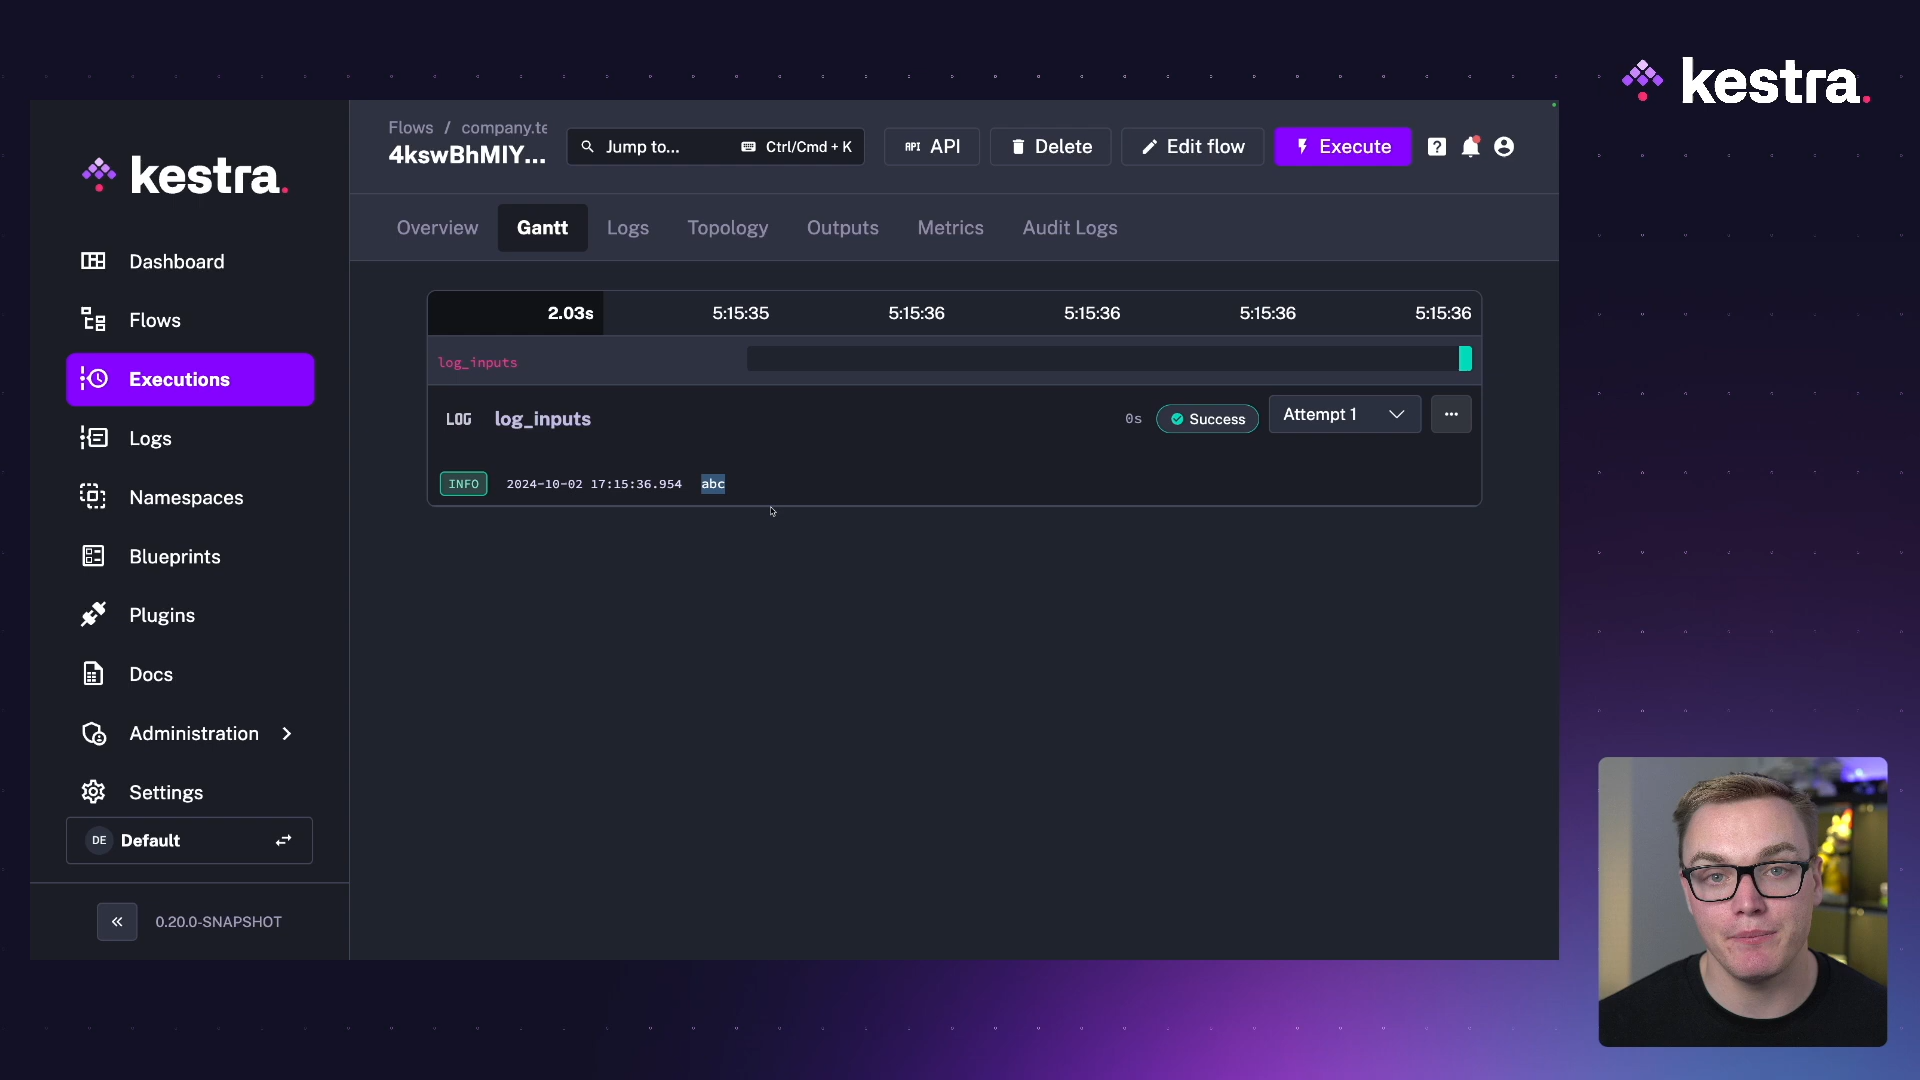 kestra.
kestra.
Flows / company.te
4kswBhMIY...
Jump to...
Ctrl/Cmd + K
API API
Delete
Edit flow
Execute
?
Overview
Gantt
Logs
Topology
Outputs
Metrics
Audit Logs
Dashboard
Flows
Executions
Logs
Namespaces
Blueprints
Plugins
Docs
Administration
Settings
DE Default
0.20.0-SNAPSHOT
2.03s 5:15:35 5:15:36 5:15:36 5:15:36 5:15:36
log_inputs
LOG log_inputs 0s Success Attempt 1
INFO 2024-10-02 17:15:36.954 abc